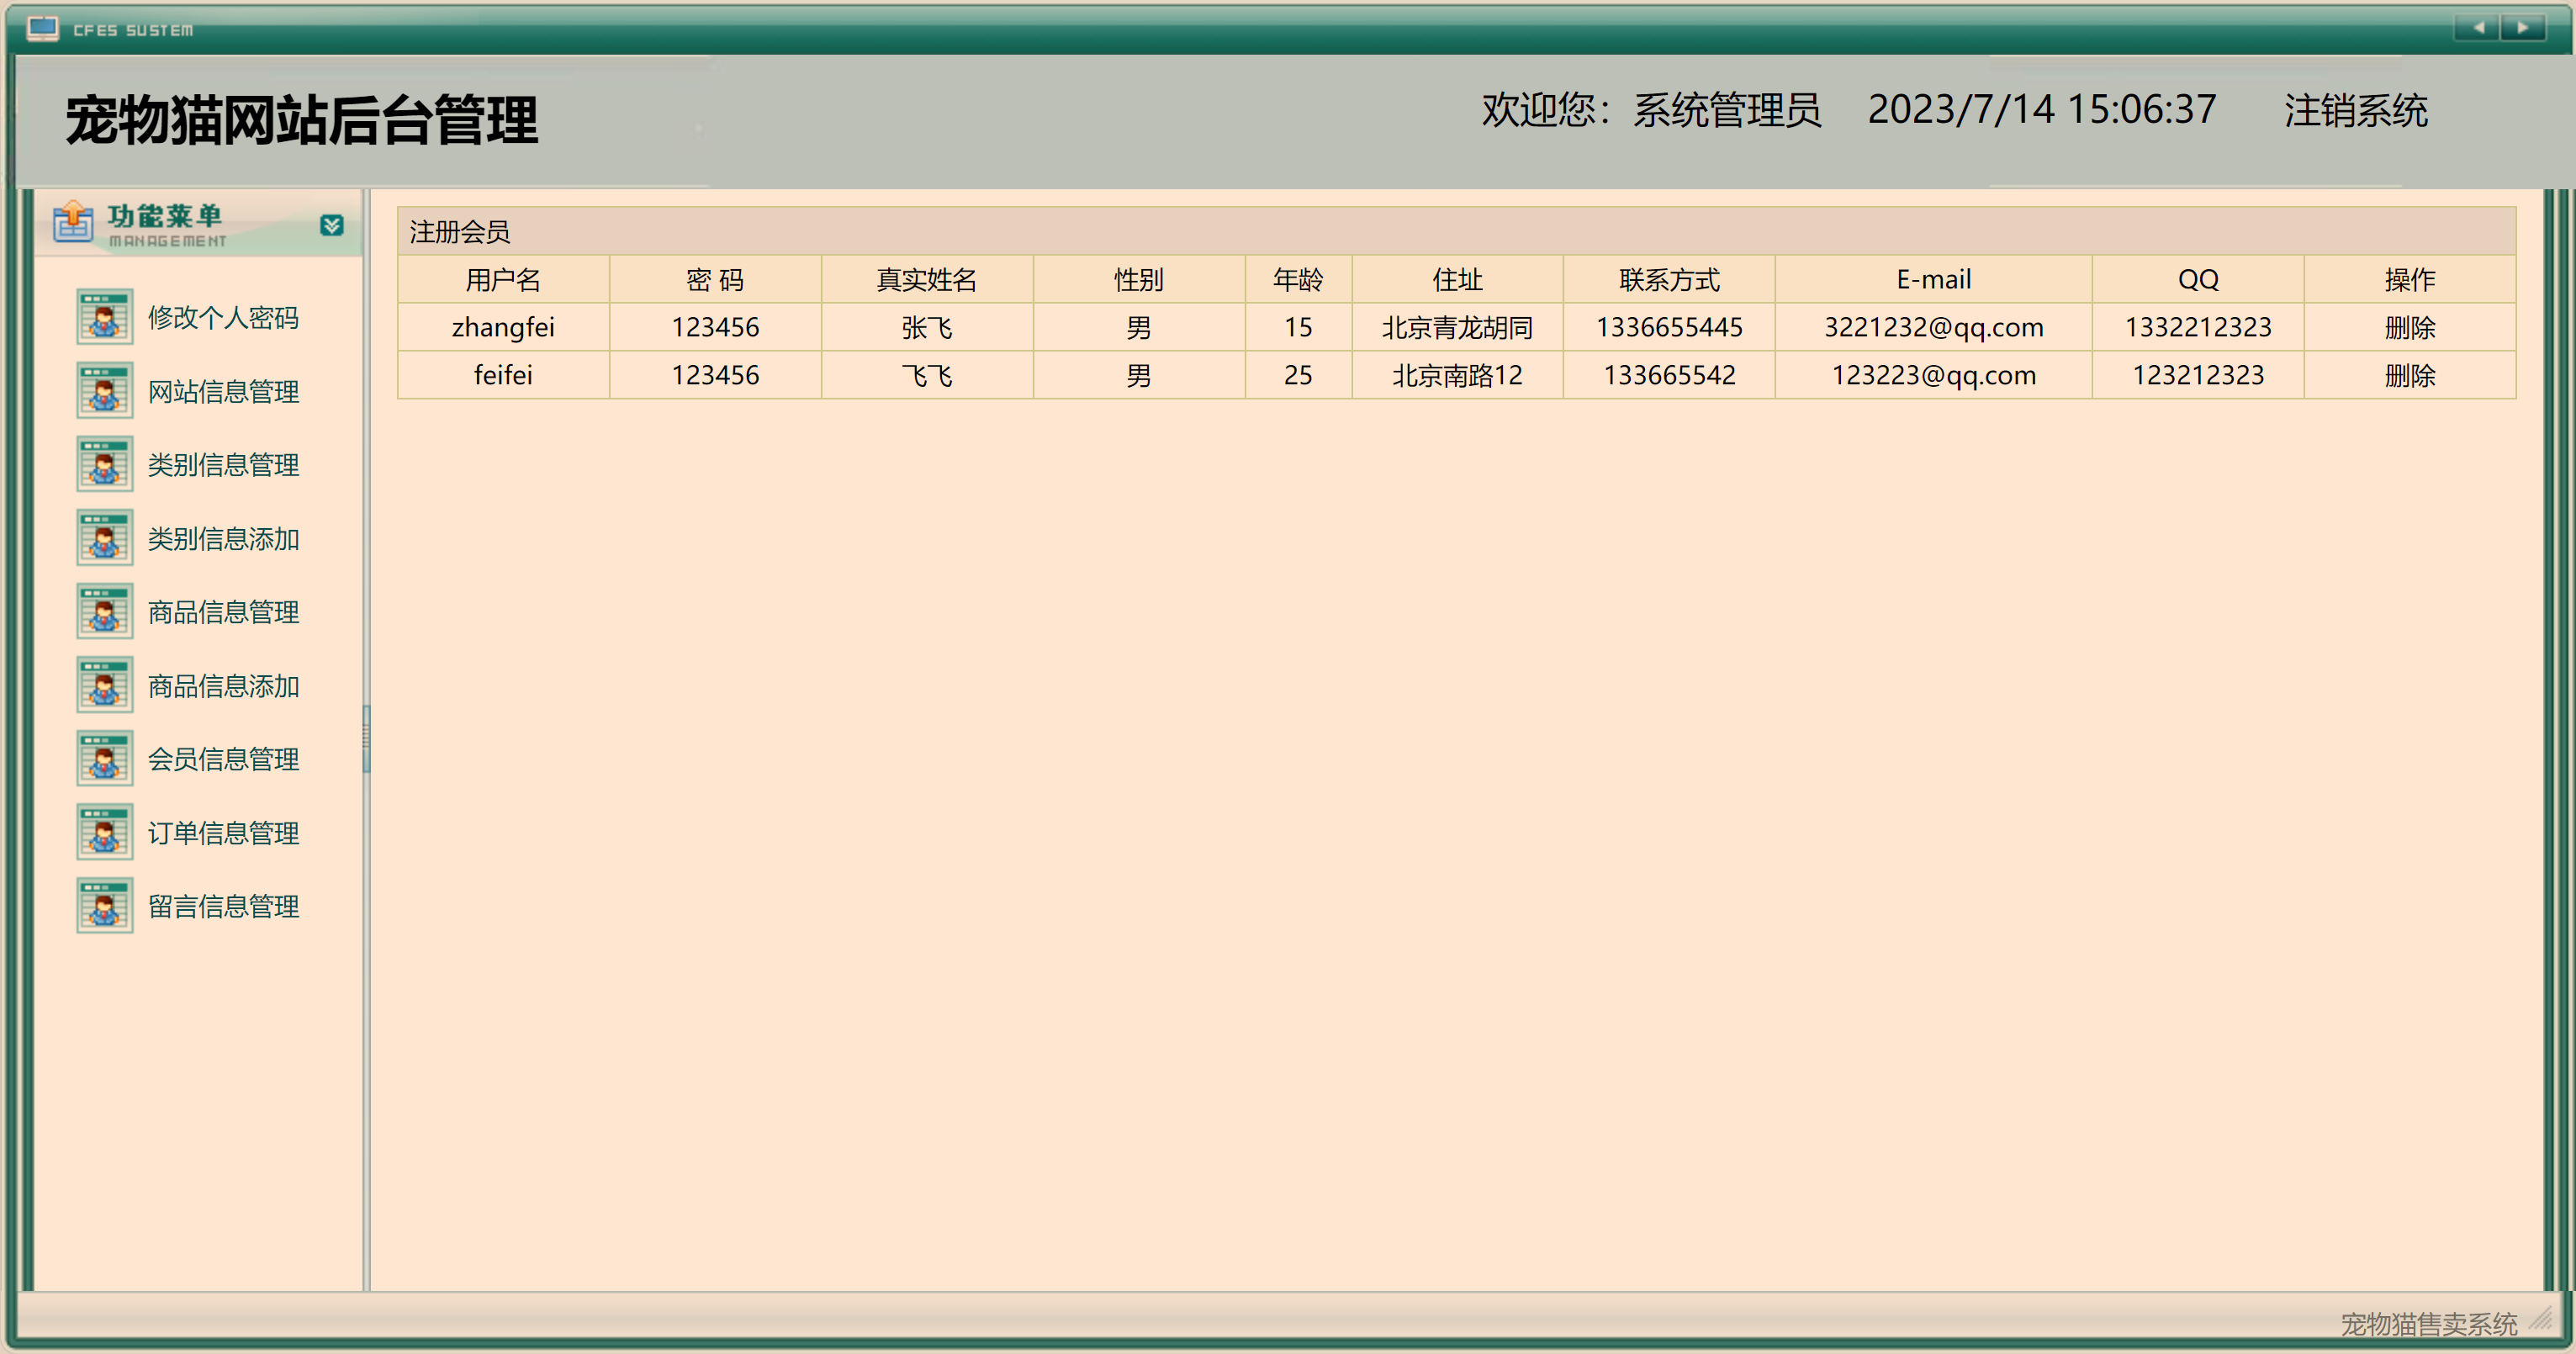 CFES SUSTEM
宠物猫网站后台管理
欢迎您：系统管理员 2023/7/14 15:06:37 注销系统
功能菜单
MANAGEMENT
修改个人密码
网站信息管理
类别信息管理
类别信息添加
商品信息管理
商品信息添加
会员信息管理
订单信息管理
留言信息管理
注册会员
用户名 密 码 真实姓名 性别 年龄 住址 联系方式 E-mail QQ 操作
zhangfei 123456 张飞 男 15 北京青龙胡同 1336655445 3221232@qq.com 1332212323 删除
feifei 123456 飞飞 男 25 北京南路12 133665542 123223@qq.com 123212323 删除
宠物猫售卖系统